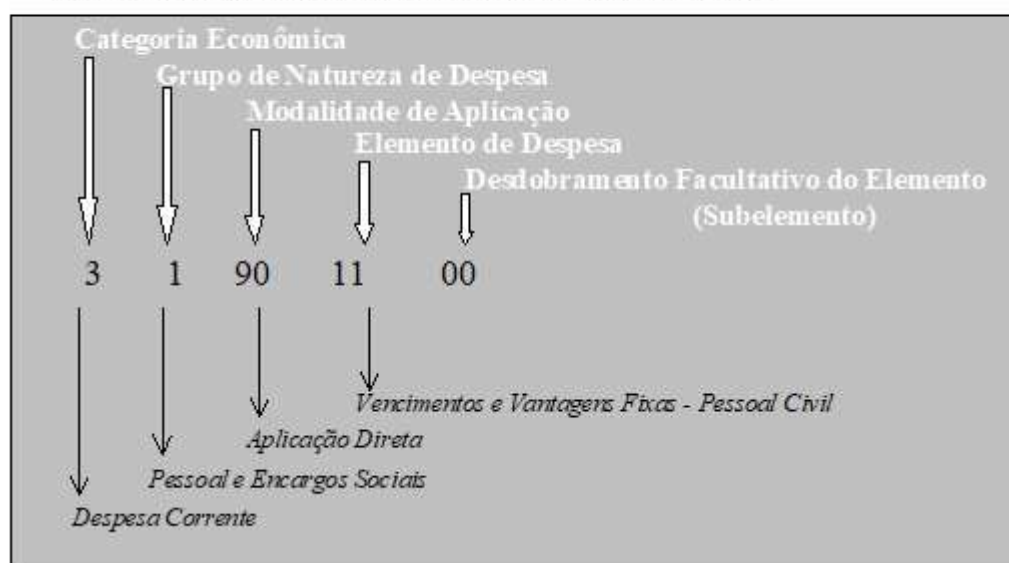 Categoria Econômica
Grupo de Natureza de Despesa
Modalidade de Aplicação
Elemento de Despesa
Desdobramento Facultativo do Elemento
(Subelemento)
3 1 90 11 00
Vencimentos e Vantagens Fixas - Pessoal Civil
Aplicação Direta
Pessoal e Encargos Sociais
Despesa Corrente